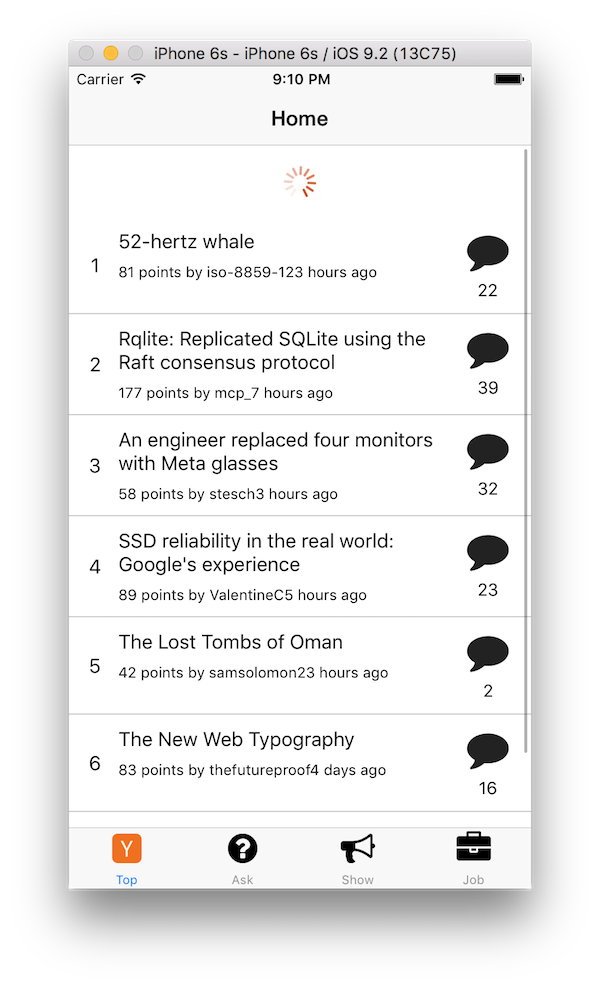 iPhone 6s - iPhone 6s / iOS 9.2 (13C75)
Carrier 9:10 PM
Home
1
52-hertz whale
81 points by iso-8859-123 hours ago
22
2
Rqlite: Replicated SQLite using the
Raft consensus protocol
177 points by mcp_7 hours ago
39
3
An engineer replaced four monitors
with Meta glasses
58 points by stesch3 hours ago
32
4
SSD reliability in the real world:
Google's experience
89 points by ValentineC5 hours ago
23
5
The Lost Tombs of Oman
42 points by samsolomon23 hours ago
2
6
The New Web Typography
83 points by thefutureproof4 days ago
16
Y
Top Ask Show Job